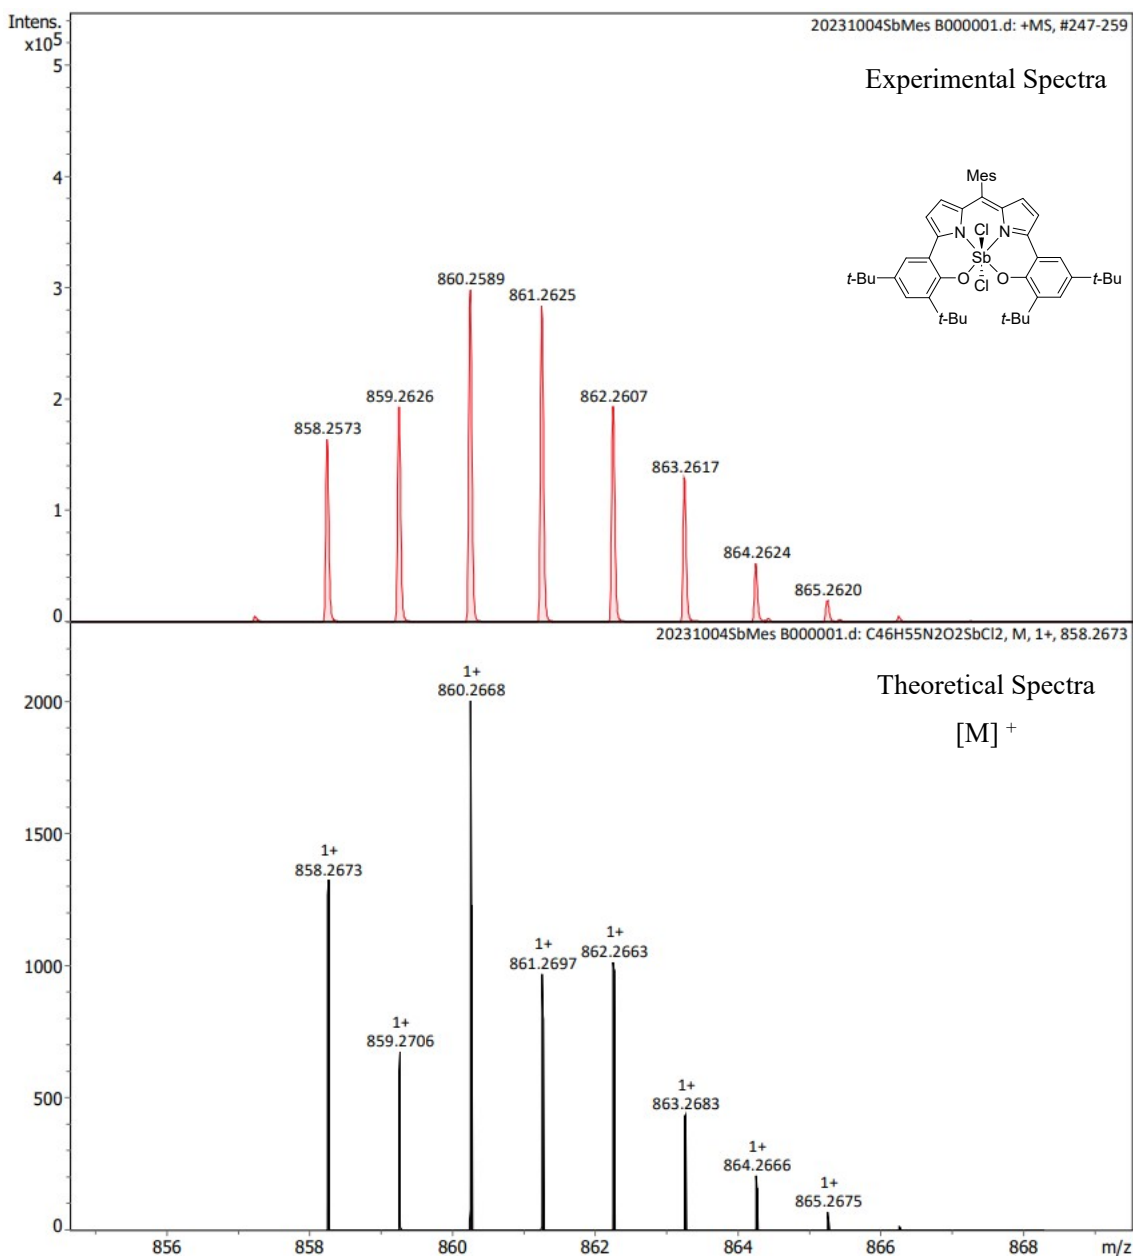 Intens.
x10⁵
20231004SbMes B000001.d: +MS, #247-259
Experimental Spectra
5
4
3
2
1
0
Mes
N
Cl
N
Sb
O
Cl
O
t-Bu
t-Bu
t-Bu
t-Bu
858.2573
859.2626
860.2589
861.2625
862.2607
863.2617
864.2624
865.2620
20231004SbMes B000001.d: C46H55N2O2SbCl2, M, 1+, 858.2673
Theoretical Spectra
[M] ⁺
2000
1500
1000
500
0
1+
858.2673
1+
859.2706
1+
860.2668
1+
861.2697
1+
862.2663
1+
863.2683
1+
864.2666
1+
865.2675
856
858
860
862
864
866
868
m/z